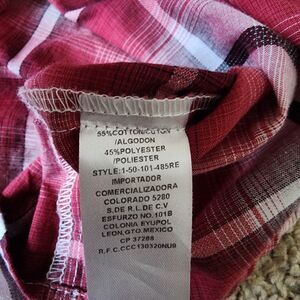 55%COTTON/COTON
/ALGODON
45%POLYESTER
/POLIESTER
STYLE:1-50-101-485RE
IMPORTADOR
COMERCIALIZADORA
COLORADO 5280
S.DE R.L.DE C.V
ESFURZO NO.101B
COLONIA EYUPOL
LEON,GTO.MEXICO
CP 37288
R.F.C.CCC130320NU9